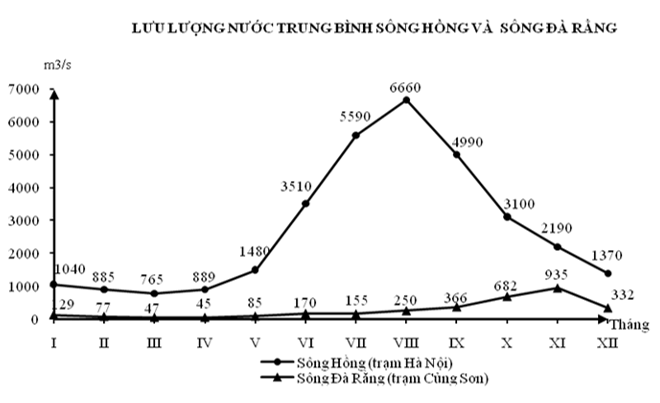 LƯU LƯỢNG NƯỚC TRUNG BÌNH SÔNG HỒNG VÀ SÔNG ĐÀ RẰNG
m3/s
7000
6660
6000
5590
5000
4990
4000
3510
3100
3000
2190
2000
1480
1370
1040 885 765 889
1000
935
682
366
332
29 77 47 45 85 170 155 250
0
Tháng
I II III IV V VI VII VIII IX X XI XII
Sông Hồng (trạm Hà Nội)
Sông Đà Rằng (trạm Củng Sơn)